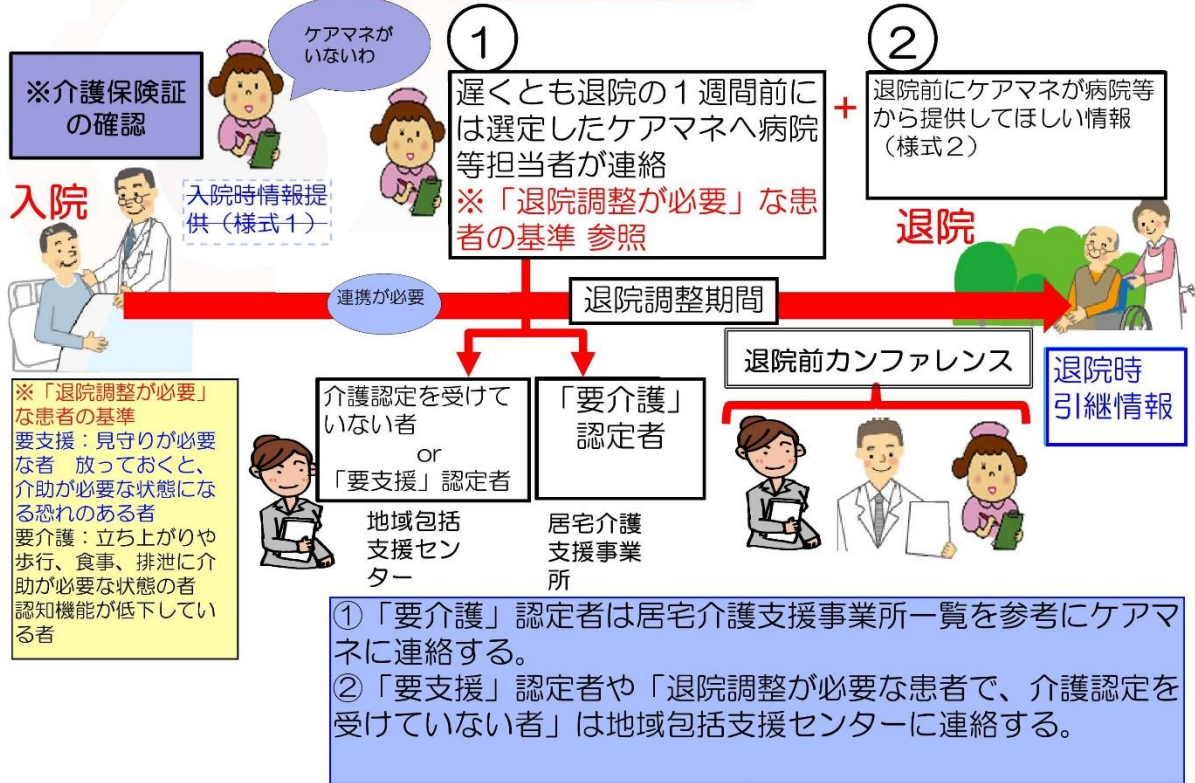 ※介護保険証
の確認
ケアマネが
いないわ
入院
入院時情報提
供（様式１）
①
遅くとも退院の１週間前に
は選定したケアマネへ病院
等担当者が連絡
※「退院調整が必要」な患
者の基準 参照
+
②
退院前にケアマネが病院等
から提供してほしい情報
（様式２）
退院
連携が必要
退院調整期間
※「退院調整が必要」
な患者の基準
要支援：見守りが必要
な者　放っておくと、
介助が必要な状態にな
る恐れのある者
要介護：立ち上がりや
歩行、食事、排泄に介
助が必要な状態の者
認知機能が低下してい
る者
介護認定を受けて
いない者
or
「要支援」認定者
地域包括
支援セン
ター
「要介護」
認定者
居宅介護
支援事業
所
退院前カンファレンス
退院時
引継情報
①「要介護」認定者は居宅介護支援事業所一覧を参考にケアマ
ネに連絡する。
②「要支援」認定者や「退院調整が必要な患者で、介護認定を
受けていない者」は地域包括支援センターに連絡する。